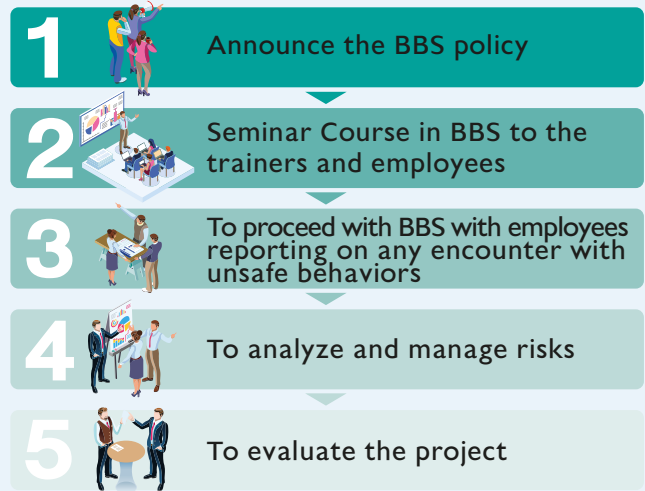 1
Announce the BBS policy
2
Seminar Course in BBS to the
trainers and employees
3
To proceed with BBS with employees
reporting on any encounter with
unsafe behaviors
4
To analyze and manage risks
5
To evaluate the project